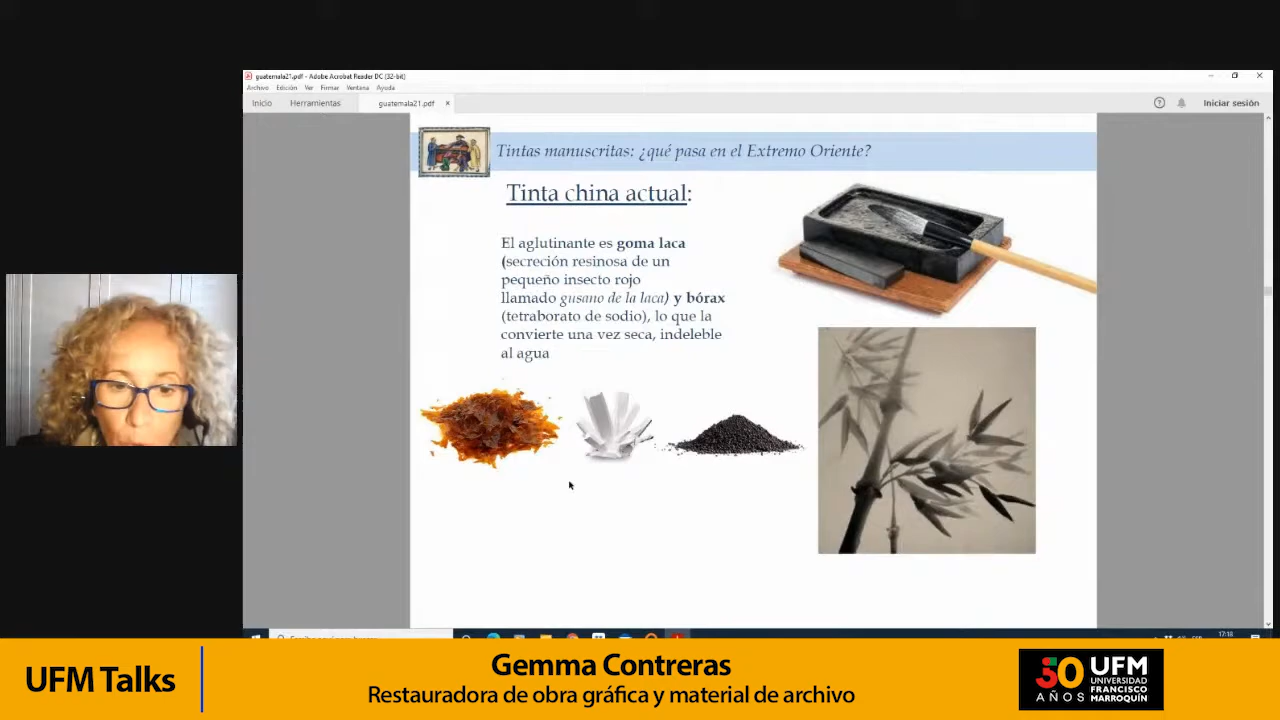 guatemala21.pdf - Adobe Acrobat Reader DC (32-bit)
Archivo Edición Ver Firmar Ventana Ayuda
Inicio Herramientas guatemala21.pdf × Iniciar sesión
Tintas manuscritas: ¿qué pasa en el Extremo Oriente?
Tinta china actual:
El aglutinante es goma laca
(secreción resinosa de un
pequeño insecto rojo
llamado gusano de la laca) y bórax
(tetraborato de sodio), lo que la
convierte una vez seca, indeleble
al agua
17:18
UFM Talks
Gemma Contreras
Restauradora de obra gráfica y material de archivo
50 AÑOS
UFM
UNIVERSIDAD
FRANCISCO
MARROQUÍN